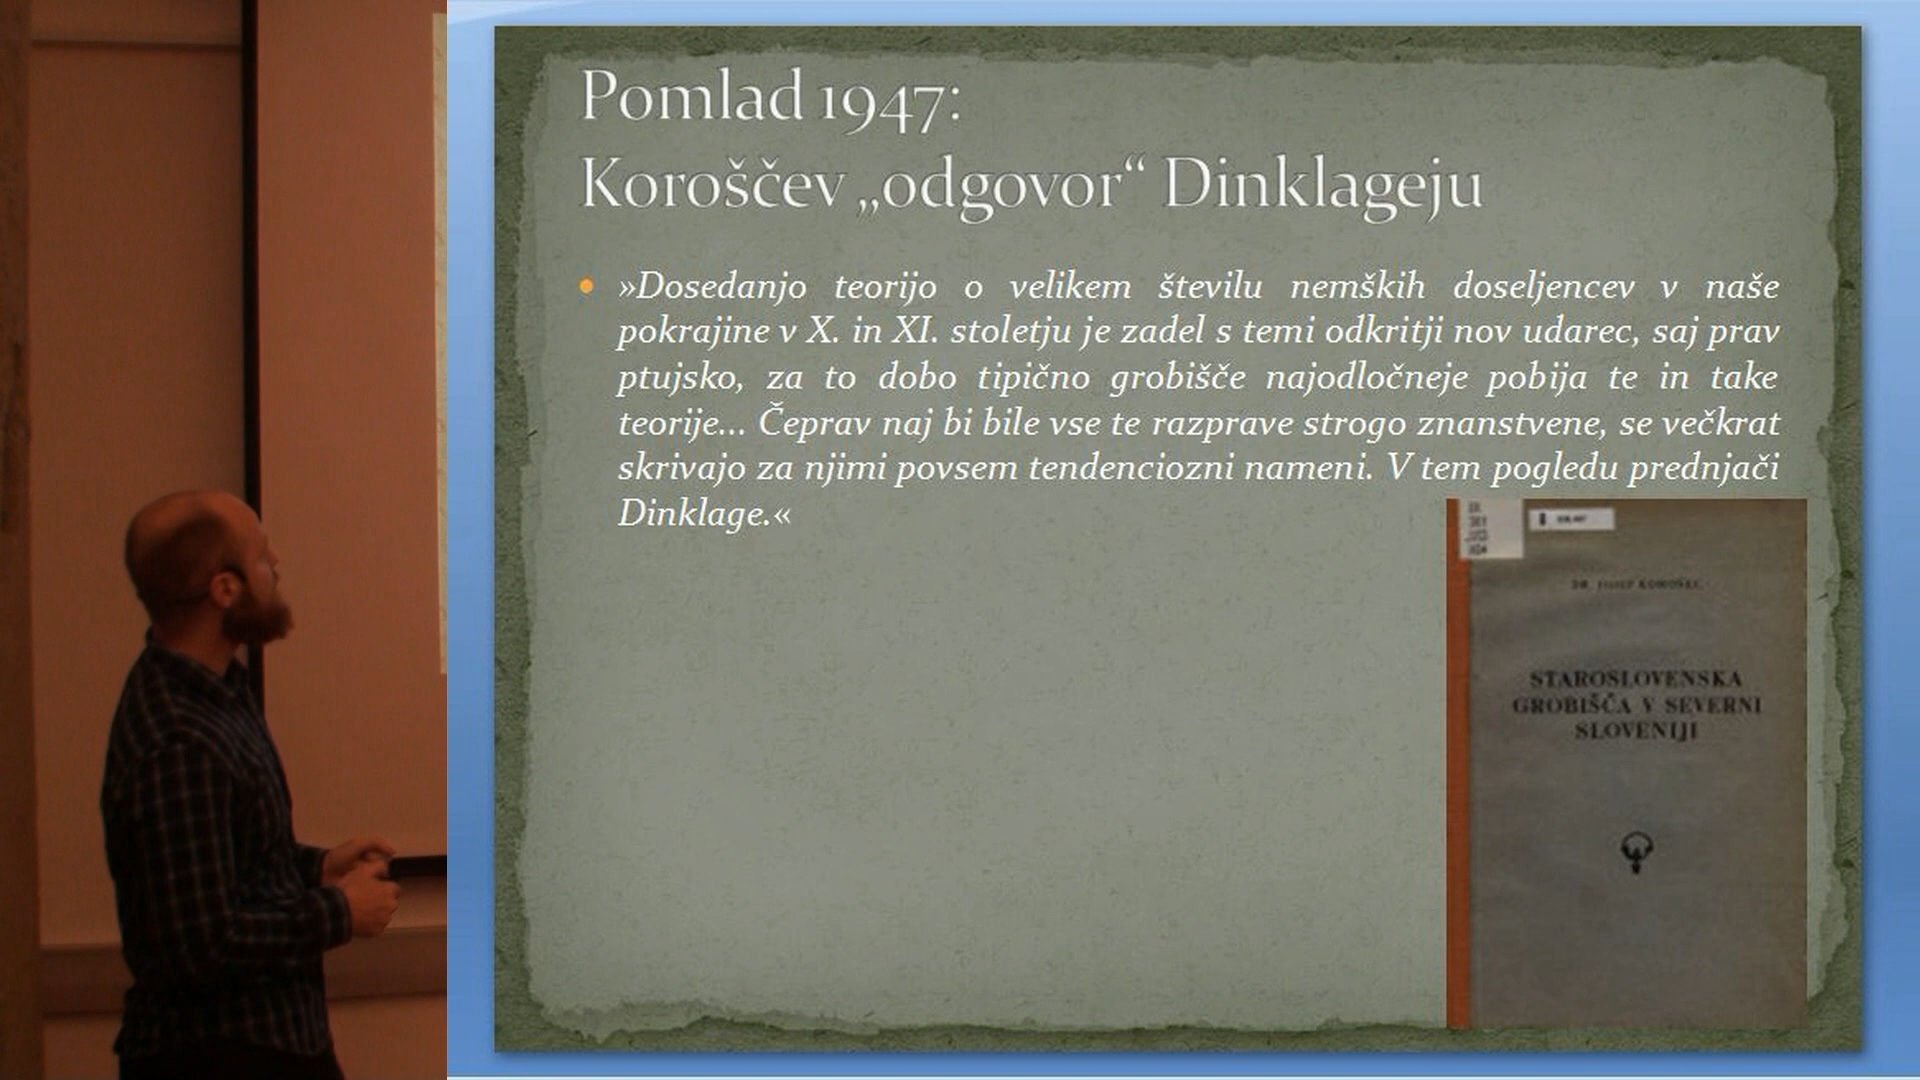 Pomlad 1947:
Koroščev „odgovor“ Dinklageju
»Dosedanjo teorijo o velikem številu nemških doseljencev v naše
pokrajine v X. in XI. stoletju je zadel s temi odkritji nov udarec, saj prav
ptujsko, za to dobo tipično grobišče najodločneje pobija te in take
teorije... Čeprav naj bi bile vse te razprave strogo znanstvene, se večkrat
skrivajo za njimi povsem tendenciozni nameni. V tem pogledu prednjači
Dinklage.«
DR. JOSIP KOROŠEC
STAROSLOVENSKA
GROBIŠČA V SEVERNI
SLOVENIJI